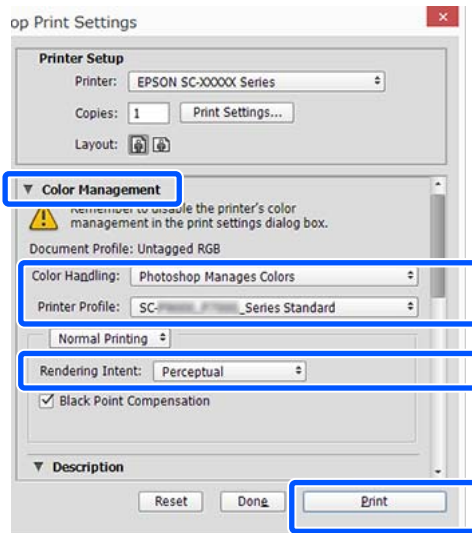 op Print Settings
Printer Setup
Printer: EPSON SC-XXXXX Series
Copies: 1 Print Settings...
Layout:
Color Management
Remember to disable the printer's color
management in the print settings dialog box.
Document Profile: Untagged RGB
Color Handling: Photoshop Manages Colors
Printer Profile: SC- _Series Standard
Normal Printing
Rendering Intent: Perceptual
Black Point Compensation
Description
Reset Done Print